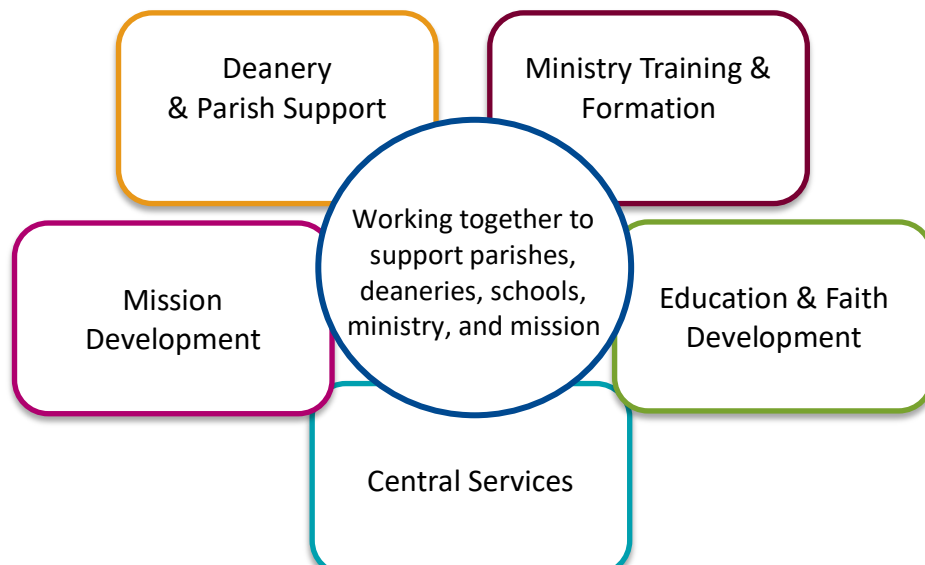 Deanery
& Parish Support
Ministry Training &
Formation
Working together to
support parishes,
deaneries, schools,
ministry, and mission
Mission
Development
Education & Faith
Development
Central Services